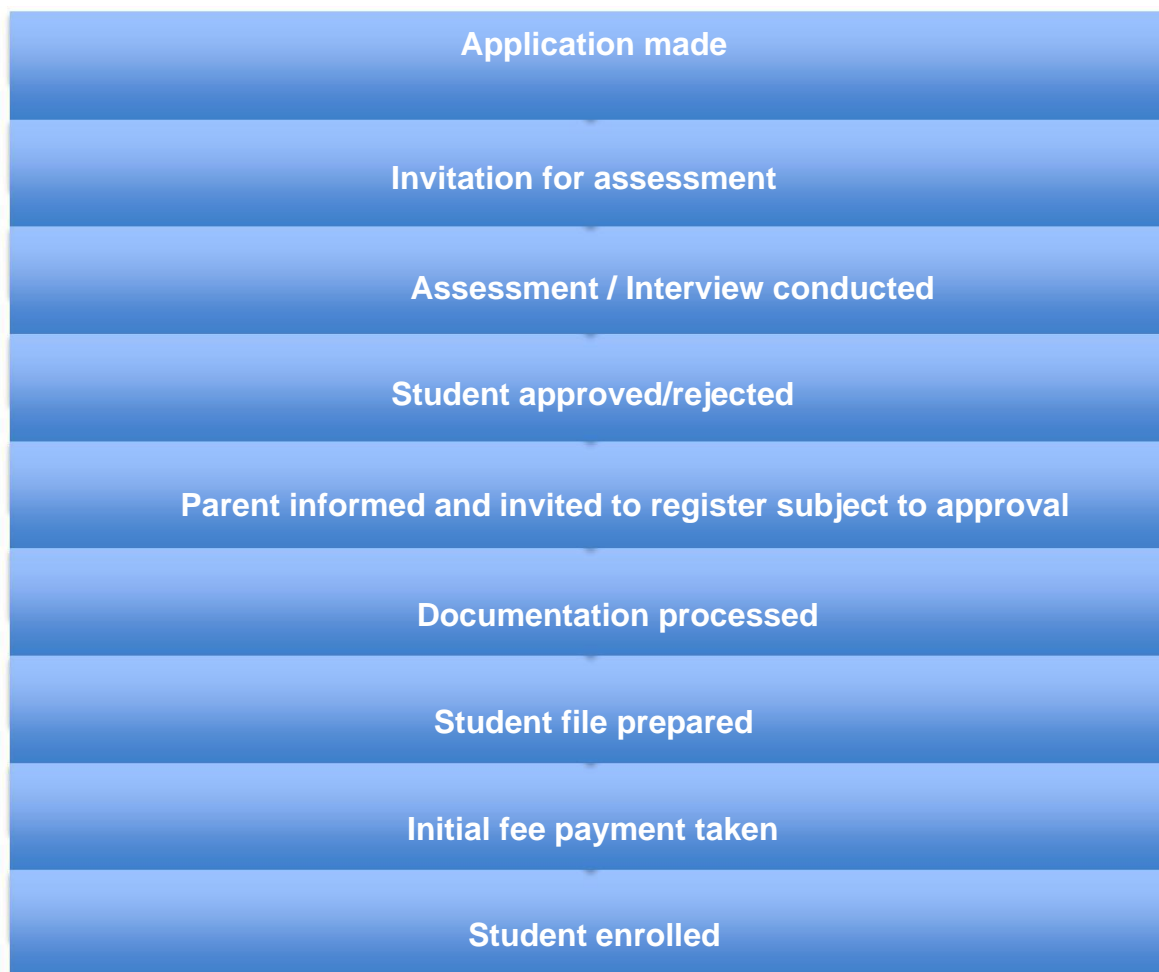 Application made
Invitation for assessment
Assessment / Interview conducted
Student approved/rejected
Parent informed and invited to register subject to approval
Documentation processed
Student file prepared
Initial fee payment taken
Student enrolled